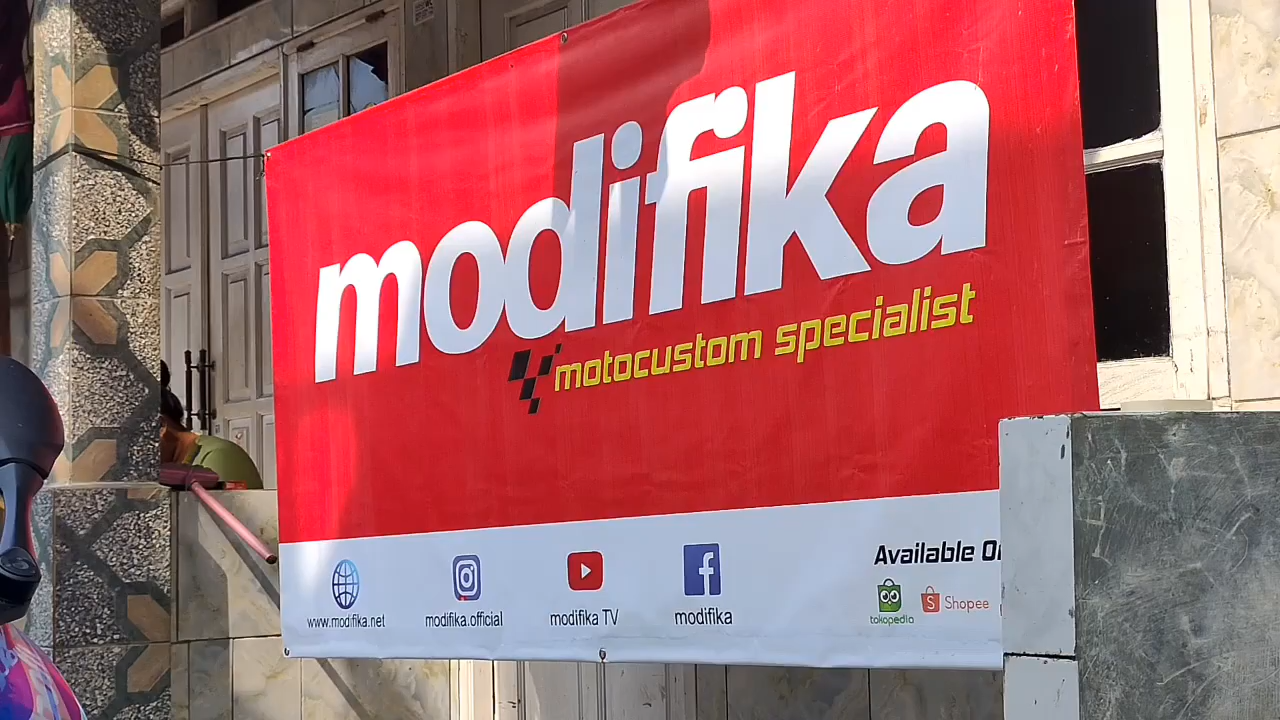 modifika
motocustom specialist
www.modifika.net
modifika.official
modifika TV
modifika
Available
tokopedia
Shopee